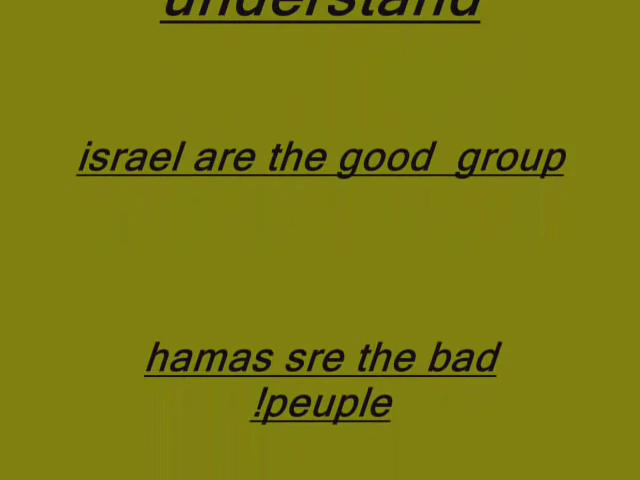 understand
israel are the good  group
hamas sre the bad
!peuple